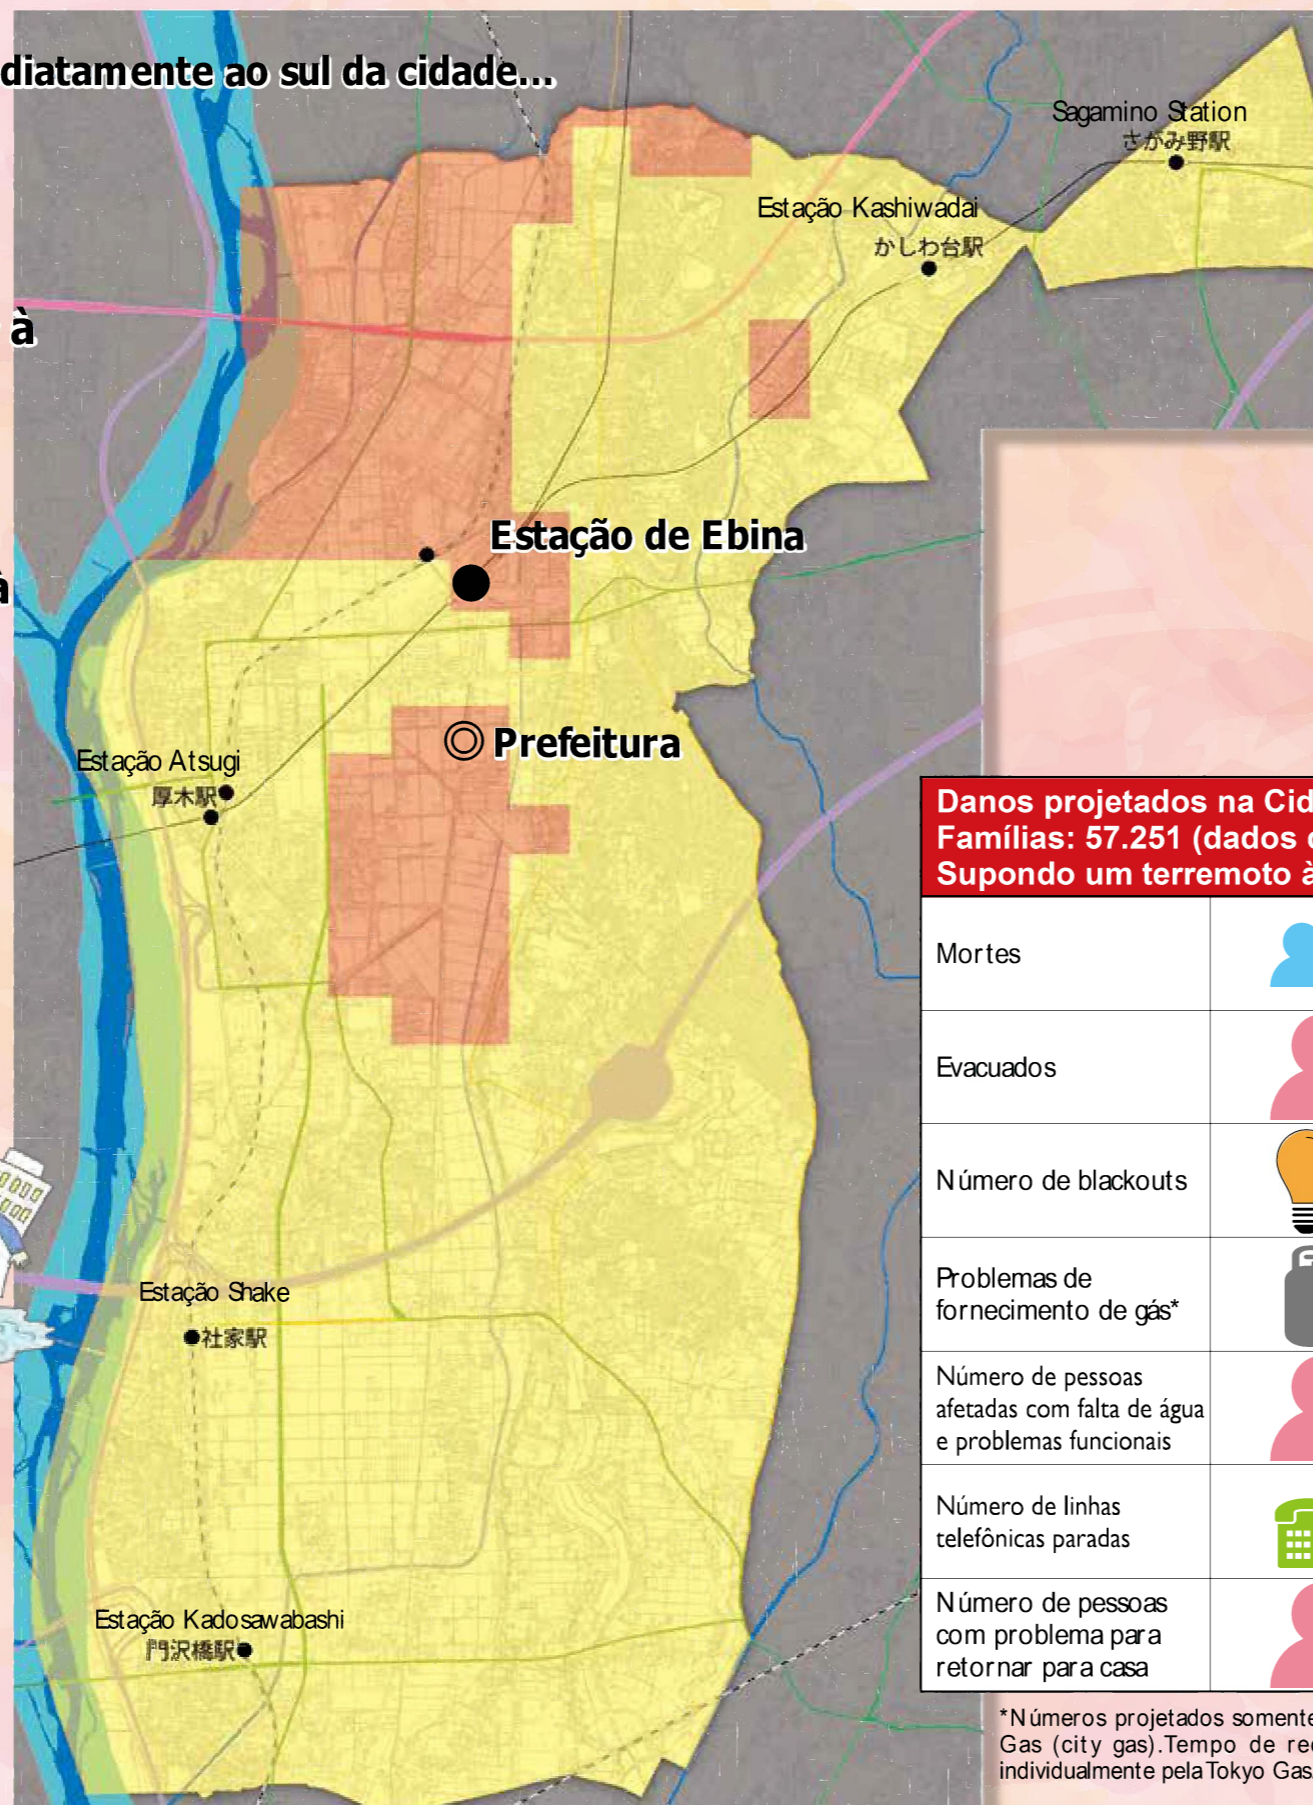 diatamente ao sul da cidade...
Sagamino Station
さがみ野駅
Estação Kashiwadai
かしわ台駅
à
Estação de Ebina
à
Prefeitura
Estação Atsugi
厚木駅
Danos projetados na Cid
Famílias: 57.251 (dados
Supondo um terremoto à
Mortes
Evacuados
Número de blackouts
Problemas de
fornecimento de gás*
Número de pessoas
afetadas com falta de água
e problemas funcionais
Número de linhas
telefônicas paradas
Número de pessoas
com problema para
retornar para casa
Estação Shake
社家駅
Estação Kadosawabashi
門沢橋駅
*Números projetados somente
Gas (city gas).Tempo de re
individualmente pela Tokyo Gas